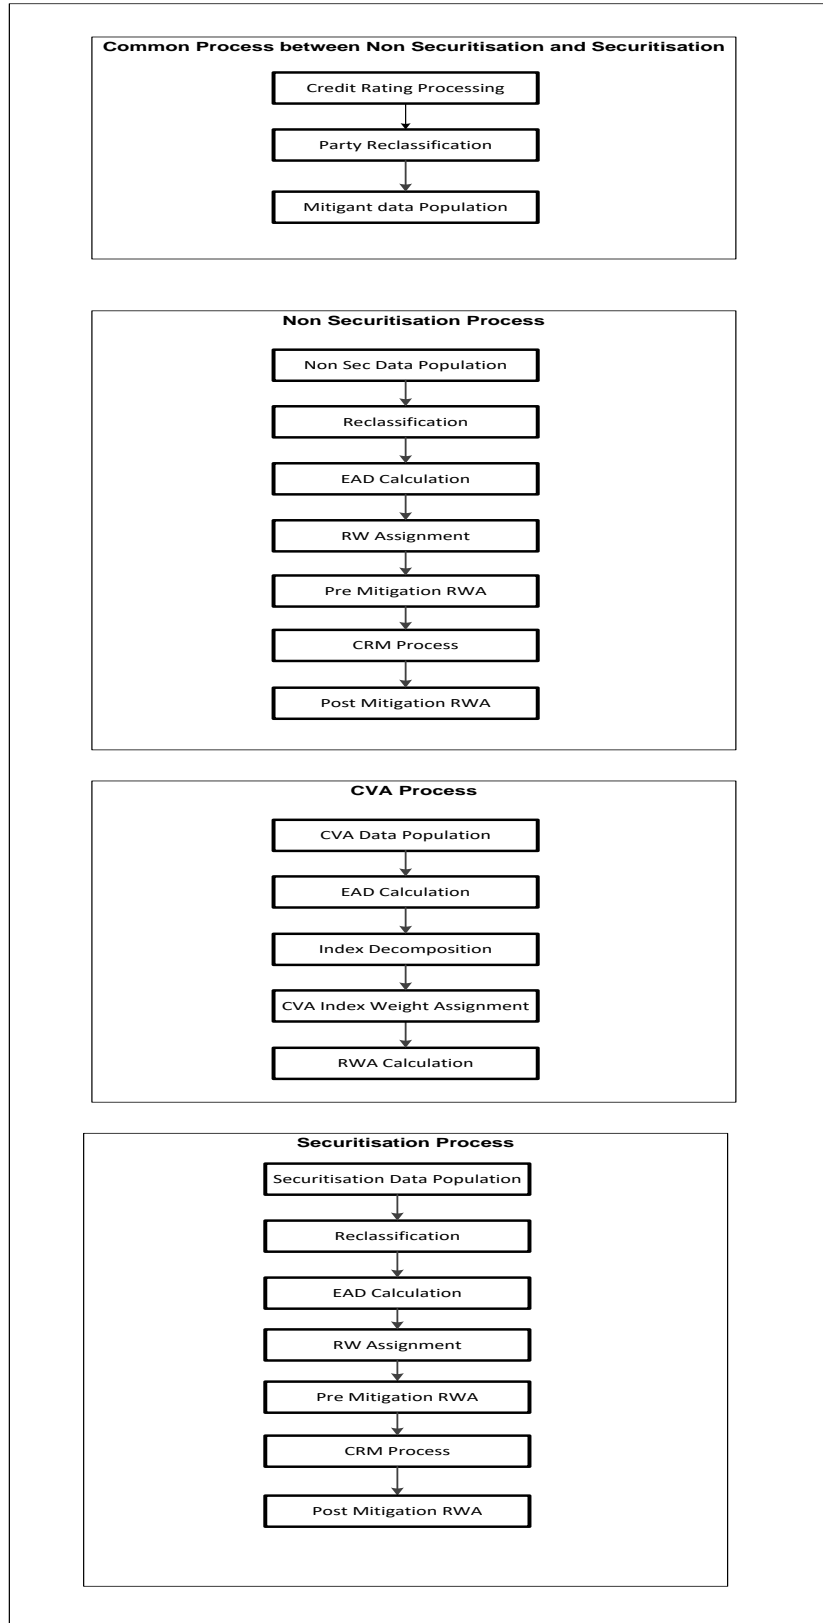 Common Process between Non Securitisation and Securitisation
Credit Rating Processing
Party Reclassification
Mitigant data Population
Non Securitisation Process
Non Sec Data Population
Reclassification
EAD Calculation
RW Assignment
Pre Mitigation RWA
CRM Process
Post Mitigation RWA
CVA Process
CVA Data Population
EAD Calculation
Index Decomposition
CVA Index Weight Assignment
RWA Calculation
Securitisation Process
Securitisation Data Population
Reclassification
EAD Calculation
RW Assignment
Pre Mitigation RWA
CRM Process
Post Mitigation RWA